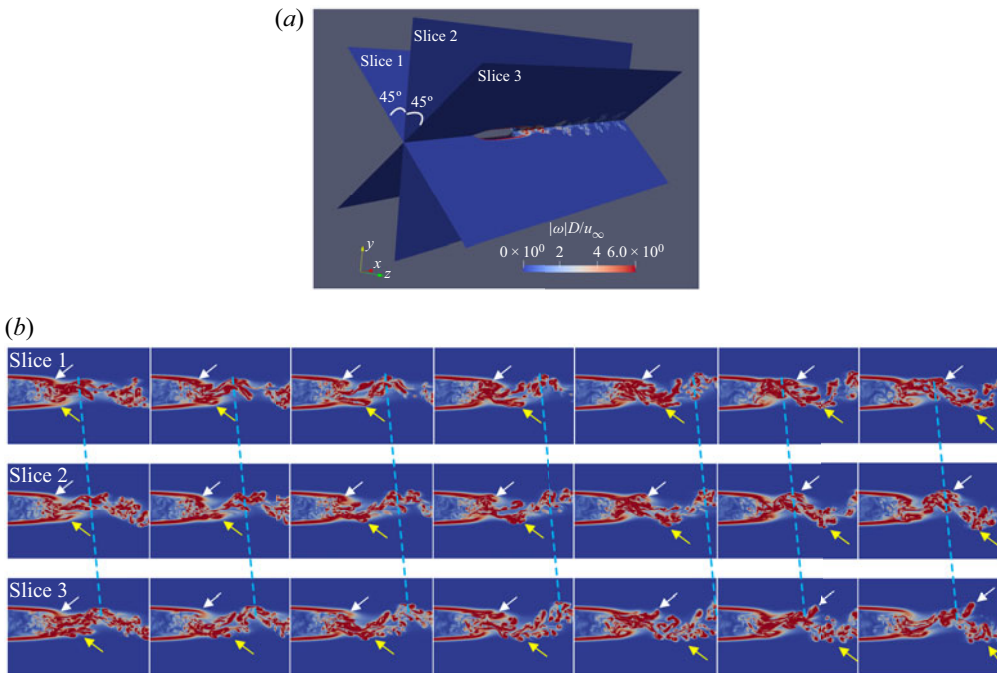 (a)
Slice 2
Slice 1
Slice 3
45° 45°
|ω|D/u∞
0 × 10⁰ 2 4 6.0 × 10⁰
y
x
z
(b)
Slice 1
Slice 2
Slice 3